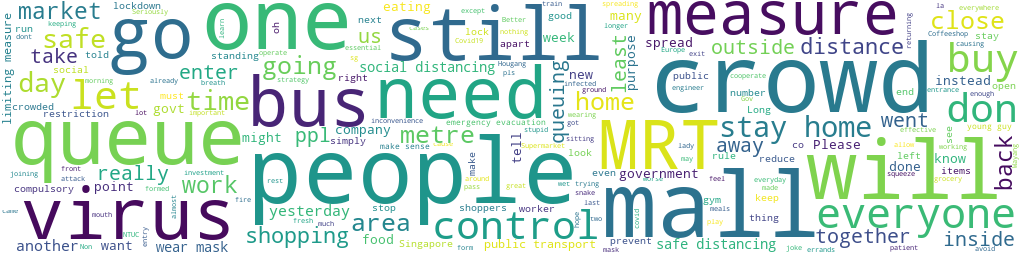 market
lockdown
go
one
oh
eating
lock
next
still
good
train
except
Better
nothing
spreading
measure
many
longer
close
la
Coffeeshop
everywhere
run
dont
safe
seriously
told
us
week
apart
spread
outside
distance
causing
take
standing
sg
Covid19
essential
limiting measure
social
going
social distancing
right
enter
Hougang
pls
least
purpose
Europe
exit
crowd
returning
buy
stay
day
let
morning
already
breath
operate
strategy
need
queuing
new
infected
ground
public
engineer
cooperate
gov
instead
open
must
govt
time
important
bus
home
wearing
number
Long
end
entrance
enough
don
crowded
restriction
lot
inconvenience
emergency evacuation
got
MRT
stay home
went
effective
young guy
queue
might
ppl
company
metre
stupid
sitting
lady
away
Please
see
working
joining
really
simply
make sense
Supermarket
look
may
rule
co
allow
will
left
know
back
front
attack
investment
people
tell
make
around
pass
great
even
government
reduce
done
squeeze
items
grocery
compulsory
point
formed
work
rest
wet
trying
snake
feel
everyday
made
gym
meals
keep
virus
mouth
almost
yesterday
fire
stop
shoppers
worker
last
two
hope
mall
covid
thing
play
everyone
came
NTUC
Non
entry
fresh
much
area
control
together
another
want
wear mask
shopping
food
Singapore
form
public transport
prevent
mask
safe distancing
joke
errands
patient
inside
avoid